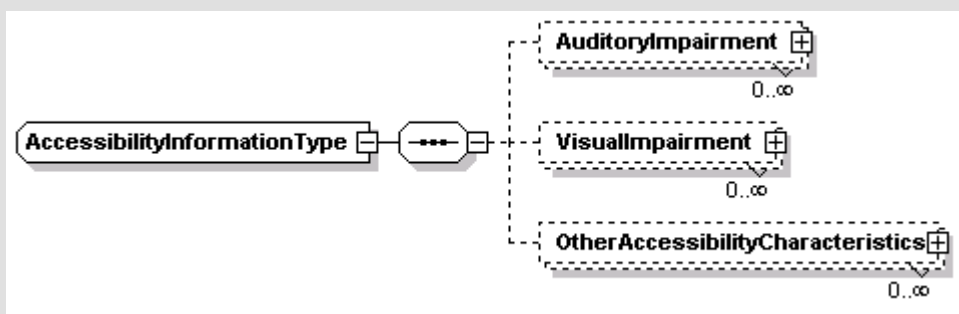 AuditoryImpairment
0..∞
AccessibilityInformationType
VisualImpairment
0..∞
OtherAccessibilityCharacteristics
0..∞